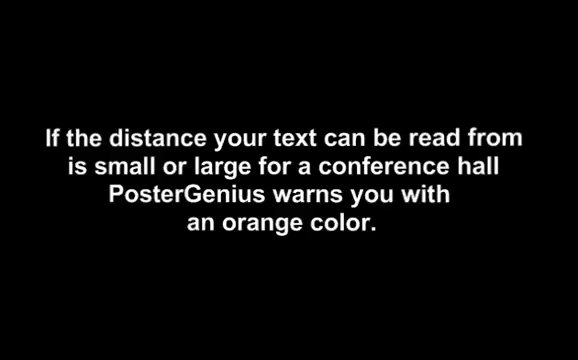 If the distance your text can be read from
is small or large for a conference hall
PosterGenius warns you with
an orange color.